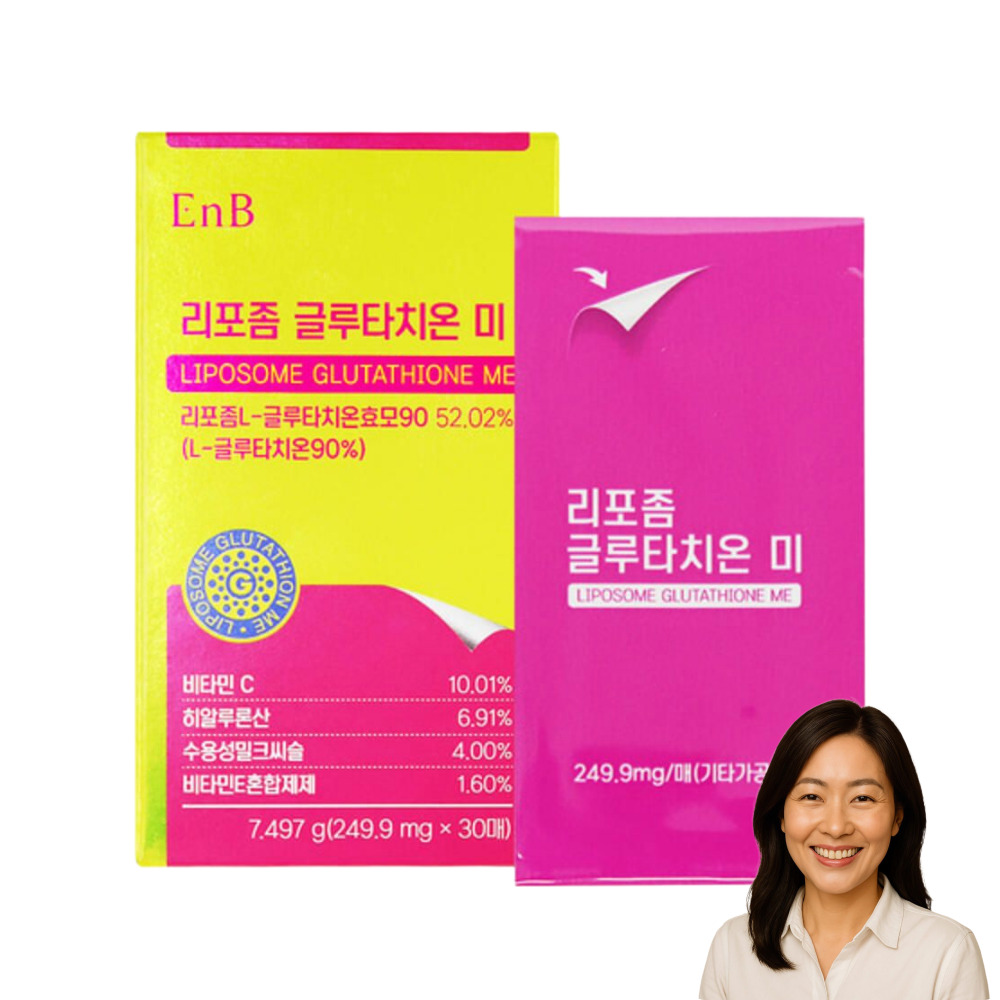 EnB
리포좀 글루타치온 미
LIPOSOME GLUTATHIONE ME
리포좀L-글루타치온효모90 52.02%
(L-글루타치온90%)
LIPOSOME GLUTATHION ME
G
비타민 C 10.01%
히알루론산 6.91%
수용성밀크씨슬 4.00%
비타민E혼합제제 1.60%
7.497 g(249.9 mg × 30매)
리포좀
글루타치온 미
LIPOSOME GLUTATHIONE ME
249.9mg/매(기타가공